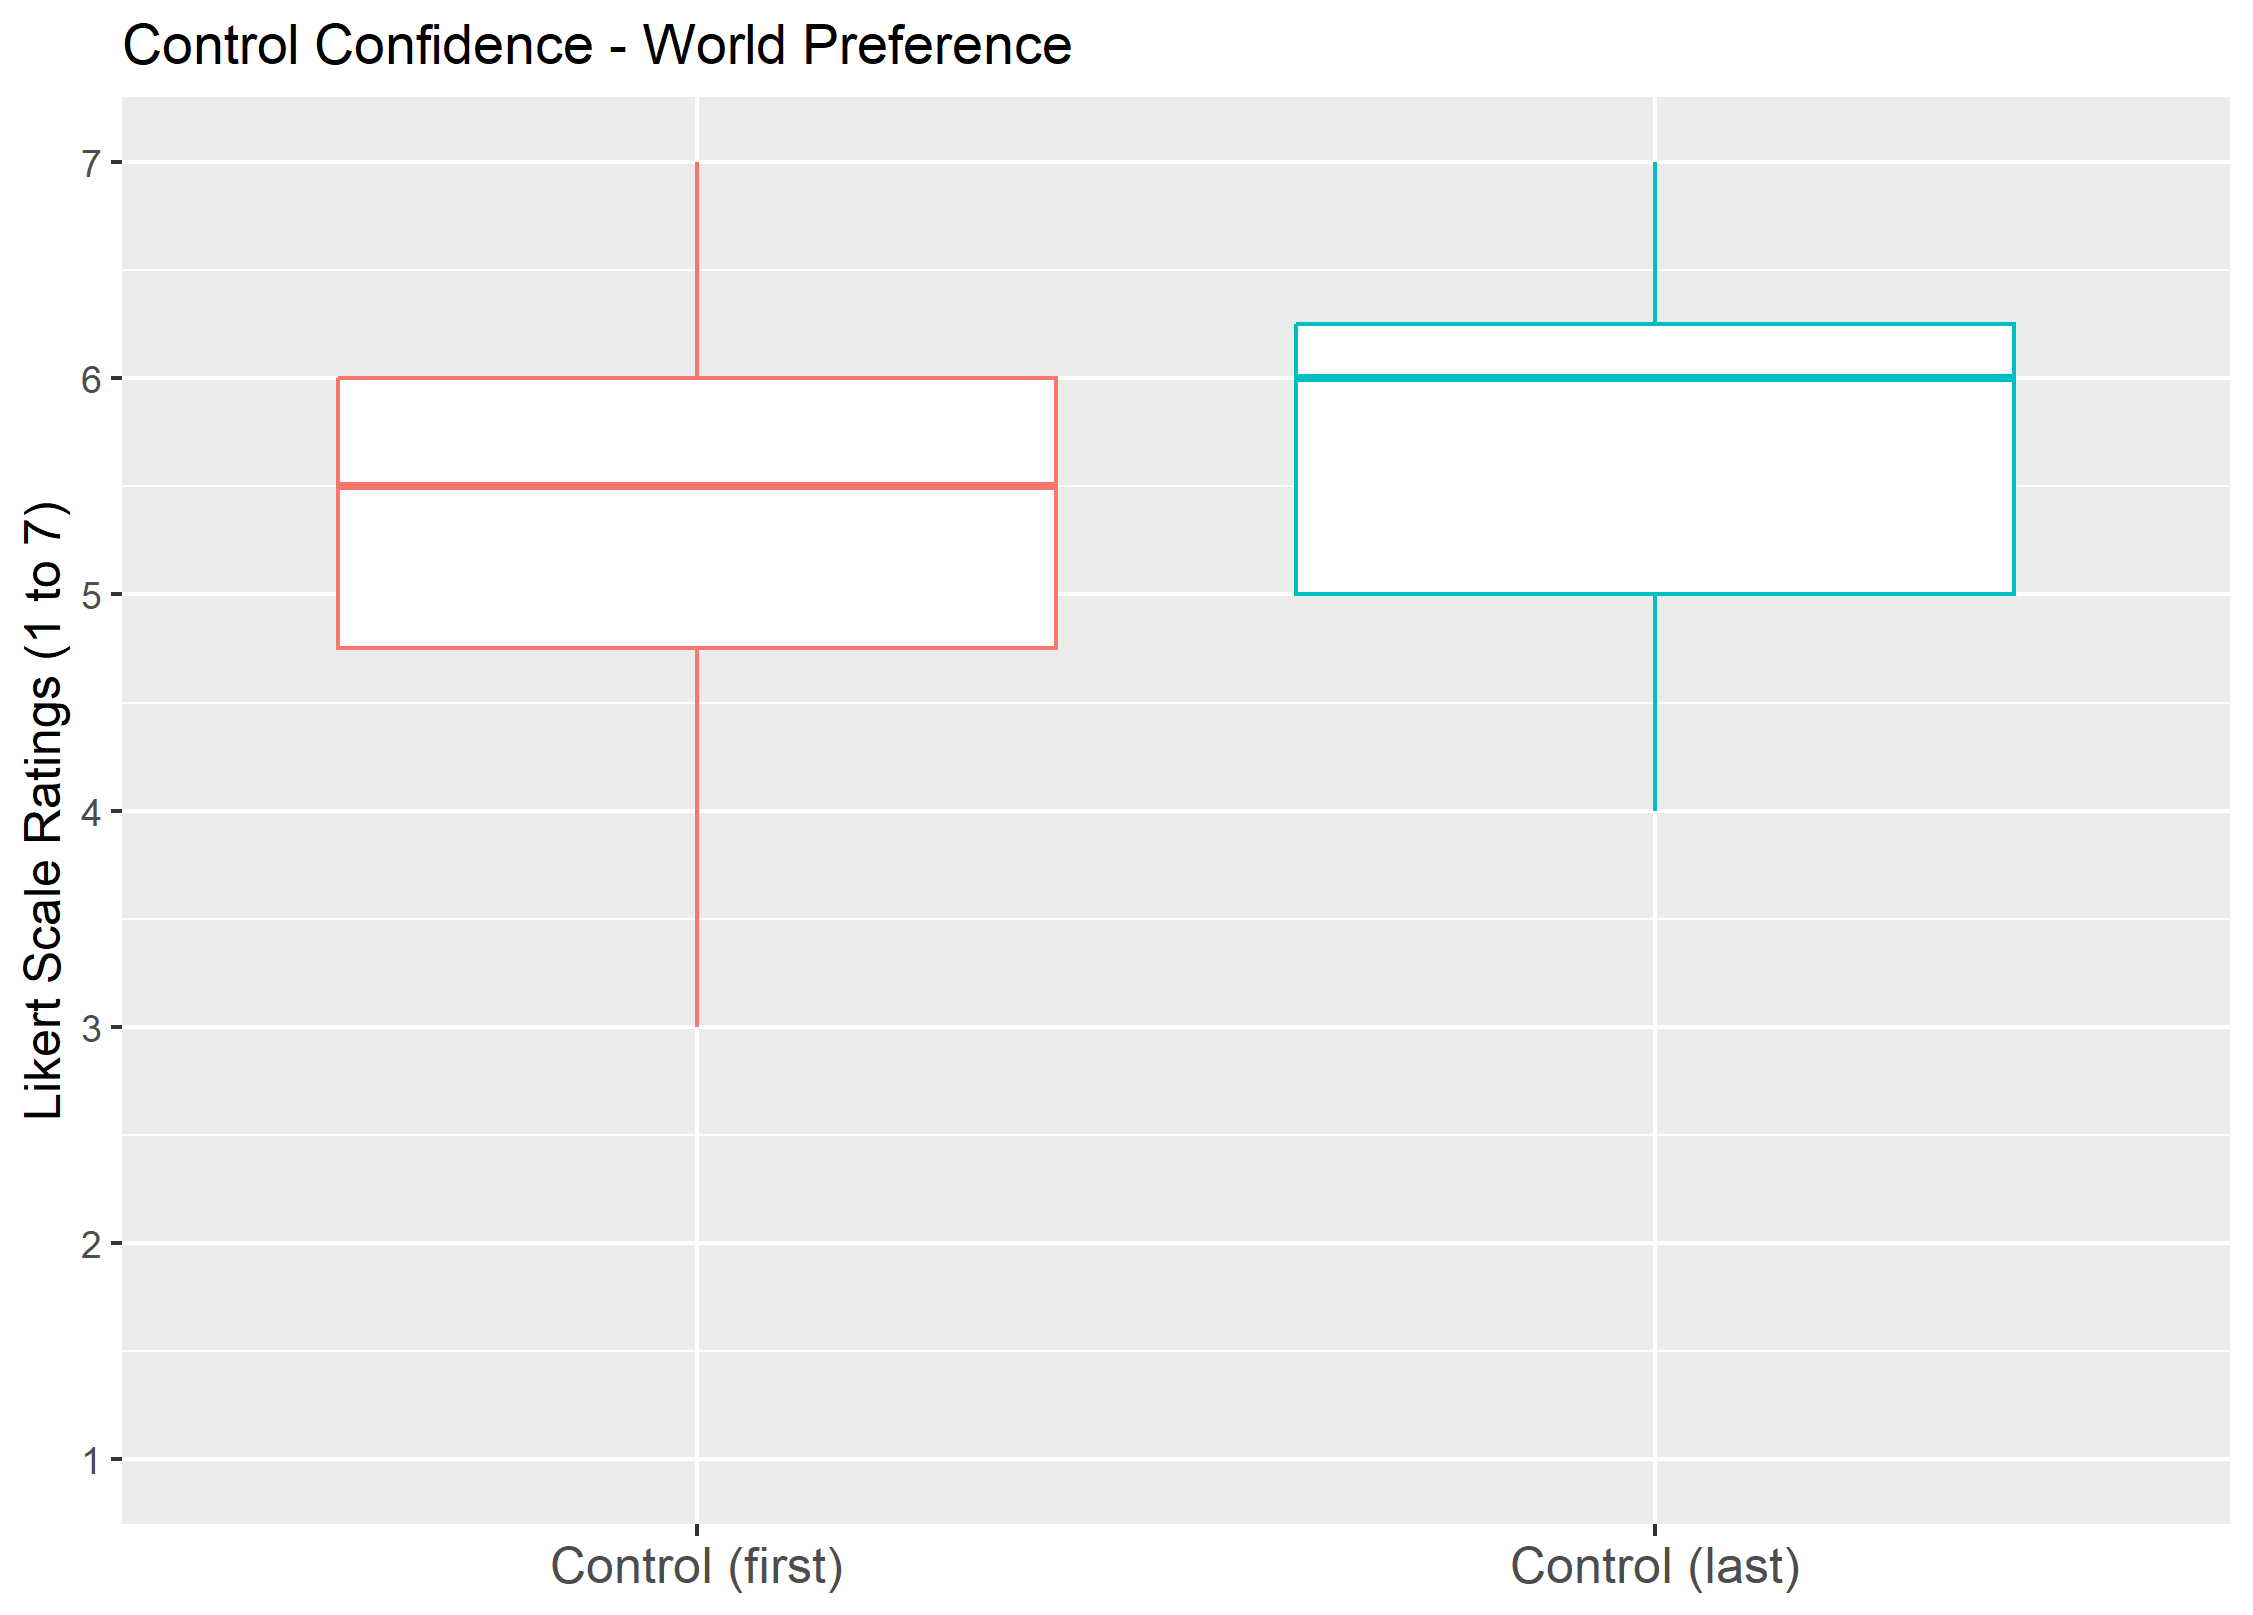 Control Confidence - World Preference
Likert Scale Ratings (1 to 7)
7
6
5
4
3
2
1
Control (first)
Control (last)